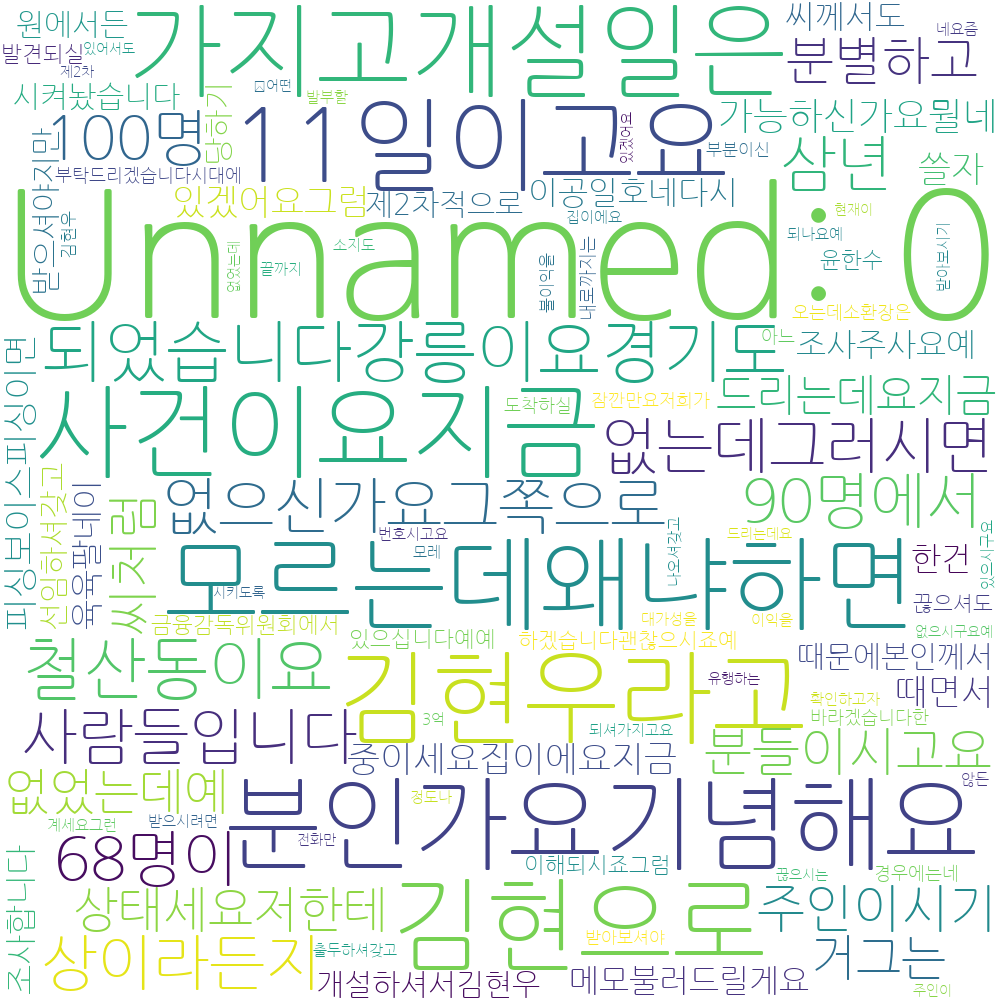 원에서든
가지고개설일은
씨께서도
네요즘
발견되실
있어서도
분별하고
제2차
어떤
시켜놨습니다
발부할
당하기
100명
11일이고요
있겠어요
가능하신가요뭘네
부분이신
삼년
쓸자
부탁드리겠습니다시대에
있겠어요그럼
제2차적으로
이공일호네다시
집이에요
현재이
되나요예
받으셔야
지만
김현우
Unnamed: 0
없었는데
소지도
끝까지
불이익을
내로까지는
윤한수
받아보시기
오는데소환장은
되었습니다강릉이요경기도
아느
조사주사요예
피싱보이스피싱이면
사건이요지금
도착하실
잠깐만요저희가
드리는데요지금
없는데그러시면
선임하셔갖고
육팔네이
육
씨처럼
없으신가요그쪽으로
90명에서
번호시고요
모레
나오셔갖고
드리는데요
한건
있으시구요
모르는데왜냐하면
시키도록
끊으셔도
금융감독위원회에서
대가성을
이익을
있으십니다예예
하겠습니다괜찮으시죠예
없으시구요예
철산동이요
김현우라고
때문에본인께서
유행하는
때면서
확인하고자
사람들입니다
3억
되셔가지고요
바라겠습니다한
중이세요집이에요지금
분들이시고요
없었는데예
분인가요기념해요
정도나
않든
계세요그런
받으시려면
전화만
68명이
이해되시죠그럼
끊으시는
경우에는네
조사합니다
상태세요저한테
김현으로
주인이시기
상이라든지
출두하셔갖고
받아보셔야
거그는
개설하셔서김현우
메모불러드릴게요
주인이